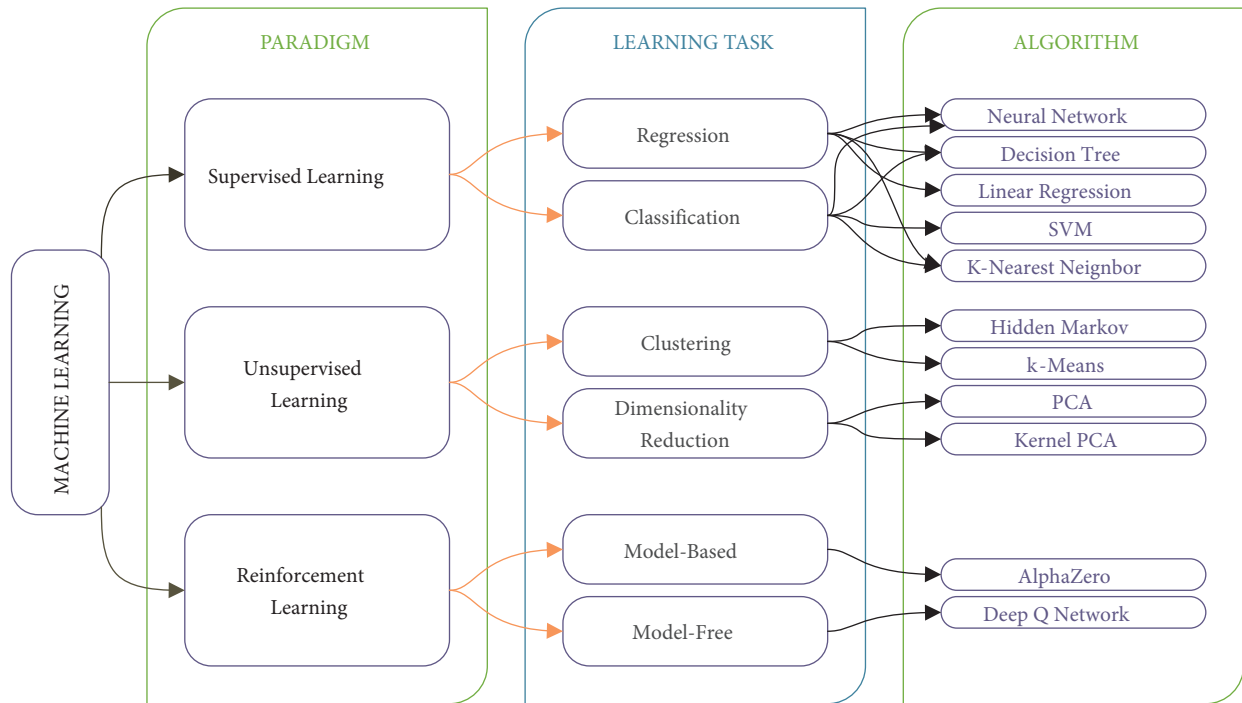 PARADIGM
LEARNING TASK
ALGORITHM
MACHINE LEARNING
Supervised Learning
Unsupervised
Learning
Reinforcement
Learning
Regression
Classification
Clustering
Dimensionality
Reduction
Model-Based
Model-Free
Neural Network
Decision Tree
Linear Regression
SVM
K-Nearest Neignbor
Hidden Markov
k-Means
PCA
Kernel PCA
AlphaZero
Deep Q Network